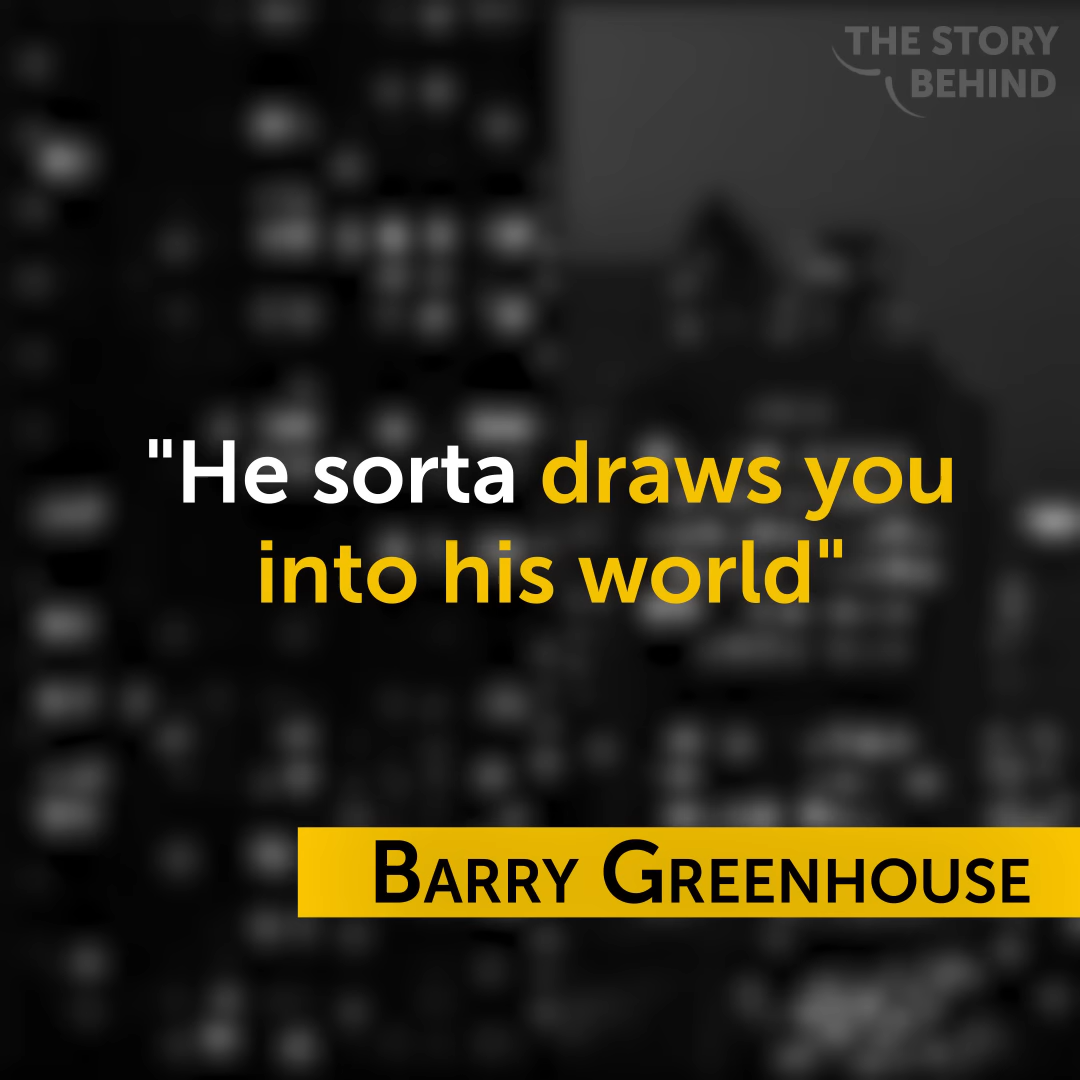 THE STORY
BEHIND
"He sorta draws you
into his world"
BARRY GREENHOUSE